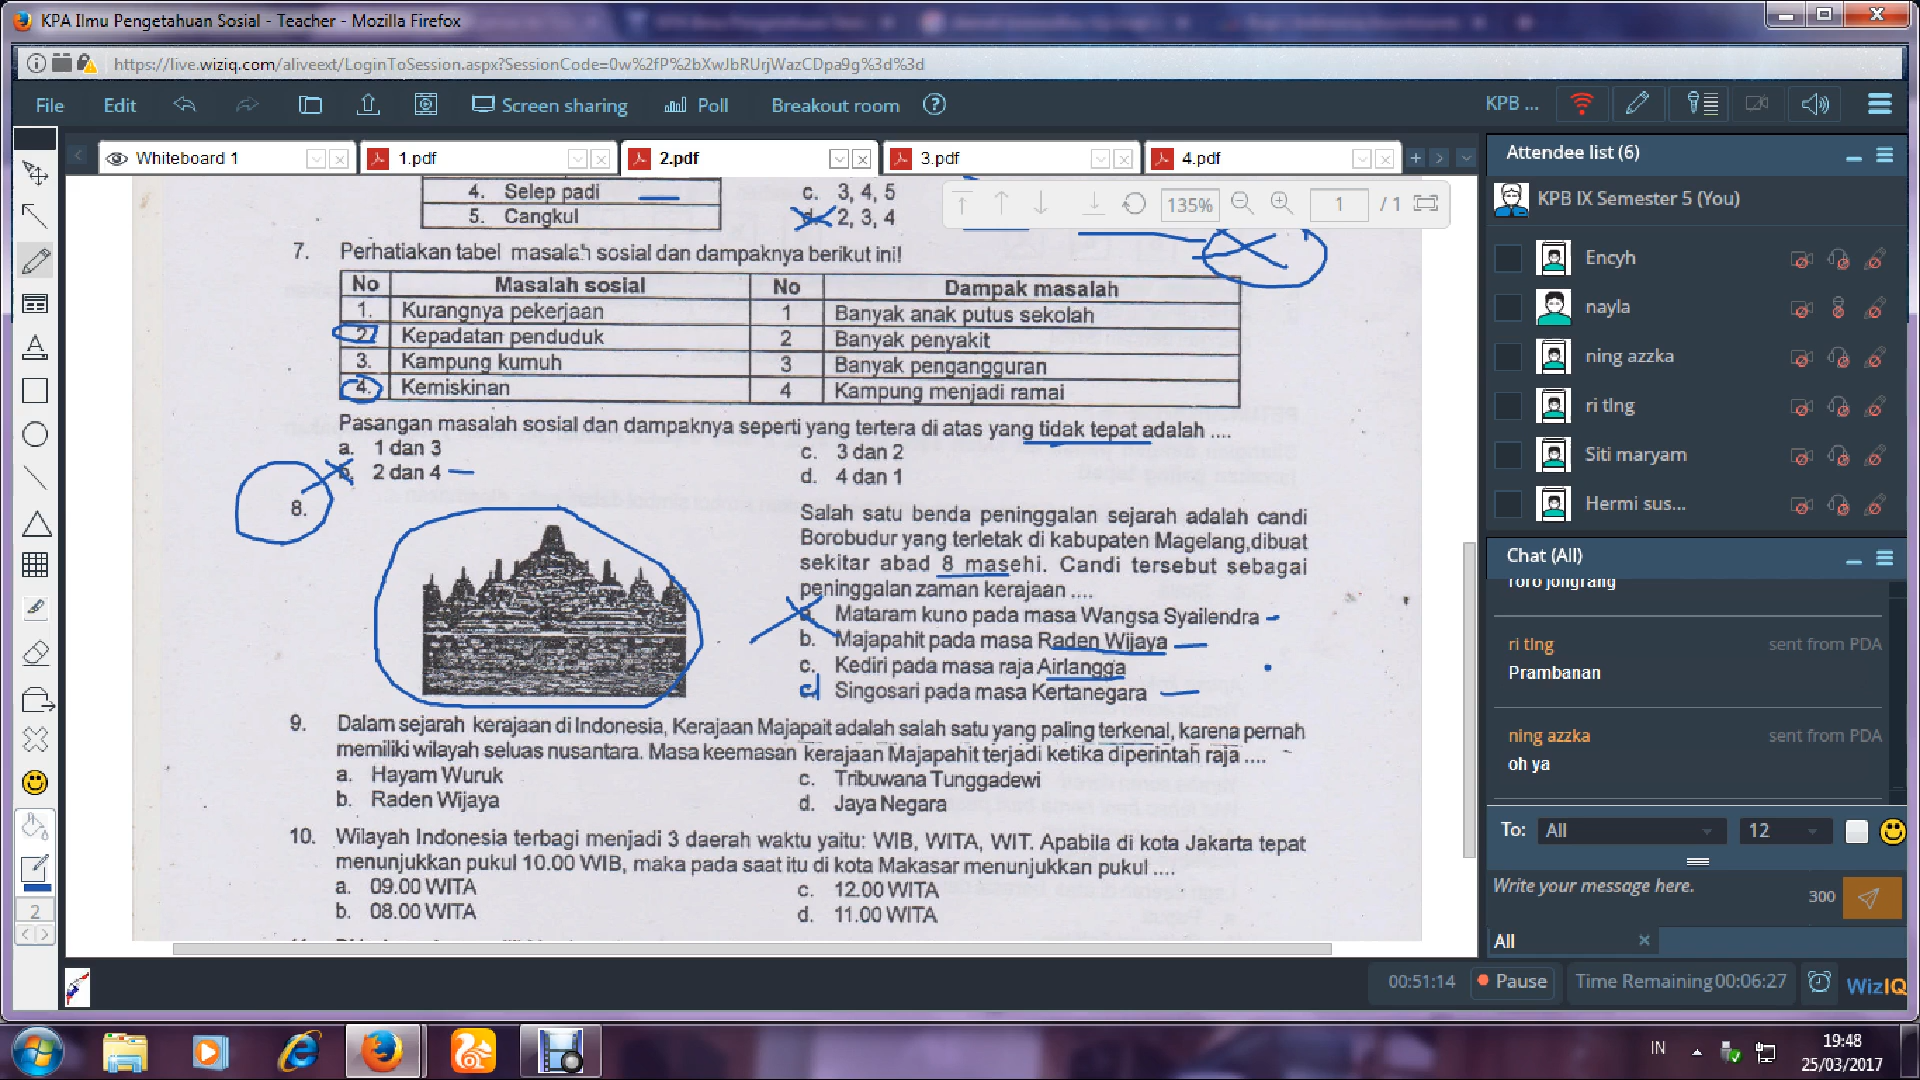 KPA Ilmu Pengetahuan Sosial - Teacher - Mozilla Firefox
https://live.wiziq.com/aliveext/LoginToSession.aspx?SessionCode=0w%2fP%2bXwJbRUrjWazCDpa9g%3d%3d
File Edit Screen sharing Poll Breakout room KPB ...
Whiteboard 1 1.pdf 2.pdf 3.pdf 4.pdf
135% 1 / 1
4. Selep padi c. 3, 4, 5
5. Cangkul 2, 3, 4
7. Perhatiakan tabel masalah sosial dan dampaknya berikut ini!
No Masalah sosial No Dampak masalah
1. Kurangnya pekerjaan 1 Banyak anak putus sekolah
2. Kepadatan penduduk 2 Banyak penyakit
3. Kampung kumuh 3 Banyak pengangguran
4. Kemiskinan 4 Kampung menjadi ramai
Pasangan masalah sosial dan dampaknya seperti yang tertera di atas yang tidak tepat adalah ....
a. 1 dan 3 c. 3 dan 2
b. 2 dan 4 d. 4 dan 1
8.
Salah satu benda peninggalan sejarah adalah candi
Borobudur yang terletak di kabupaten Magelang,dibuat
sekitar abad 8 masehi. Candi tersebut sebagai
peninggalan zaman kerajaan ....
a. Mataram kuno pada masa Wangsa Syailendra
b. Majapahit pada masa Raden Wijaya
c. Kediri pada masa raja Airlangga
d Singosari pada masa Kertanegara
9. Dalam sejarah kerajaan di Indonesia, Kerajaan Majapait adalah salah satu yang paling terkenal, karena pernah
memiliki wilayah seluas nusantara. Masa keemasan kerajaan Majapahit terjadi ketika diperintah raja ....
a. Hayam Wuruk c. Tribuwana Tunggadewi
b. Raden Wijaya d. Jaya Negara
10. Wilayah Indonesia terbagi menjadi 3 daerah waktu yaitu: WIB, WITA, WIT. Apabila di kota Jakarta tepat
menunjukkan pukul 10.00 WIB, maka pada saat itu di kota Makasar menunjukkan pukul ....
a. 09.00 WITA c. 12.00 WITA
b. 08.00 WITA d. 11.00 WITA
2
Attendee list (6)
KPB IX Semester 5 (You)
Encyh
nayla
ning azzka
ri tIng
Siti maryam
Hermi sus...
Chat (All)
roro jongrang
ri tIng sent from PDA
Prambanan
ning azzka sent from PDA
oh ya
To: All 12
Write your message here. 300
All
00:51:14 Pause Time Remaining 00:06:27 WizIQ
IN 19:48
25/03/2017